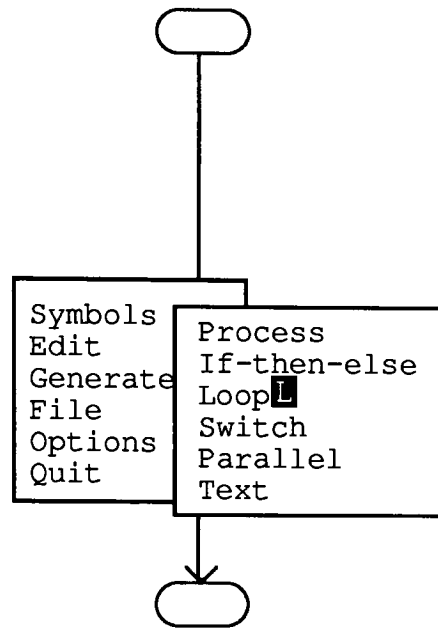 Symbols
Edit
Generate
File
Options
Quit
Process
If-then-else
Loop L
Switch
Parallel
Text